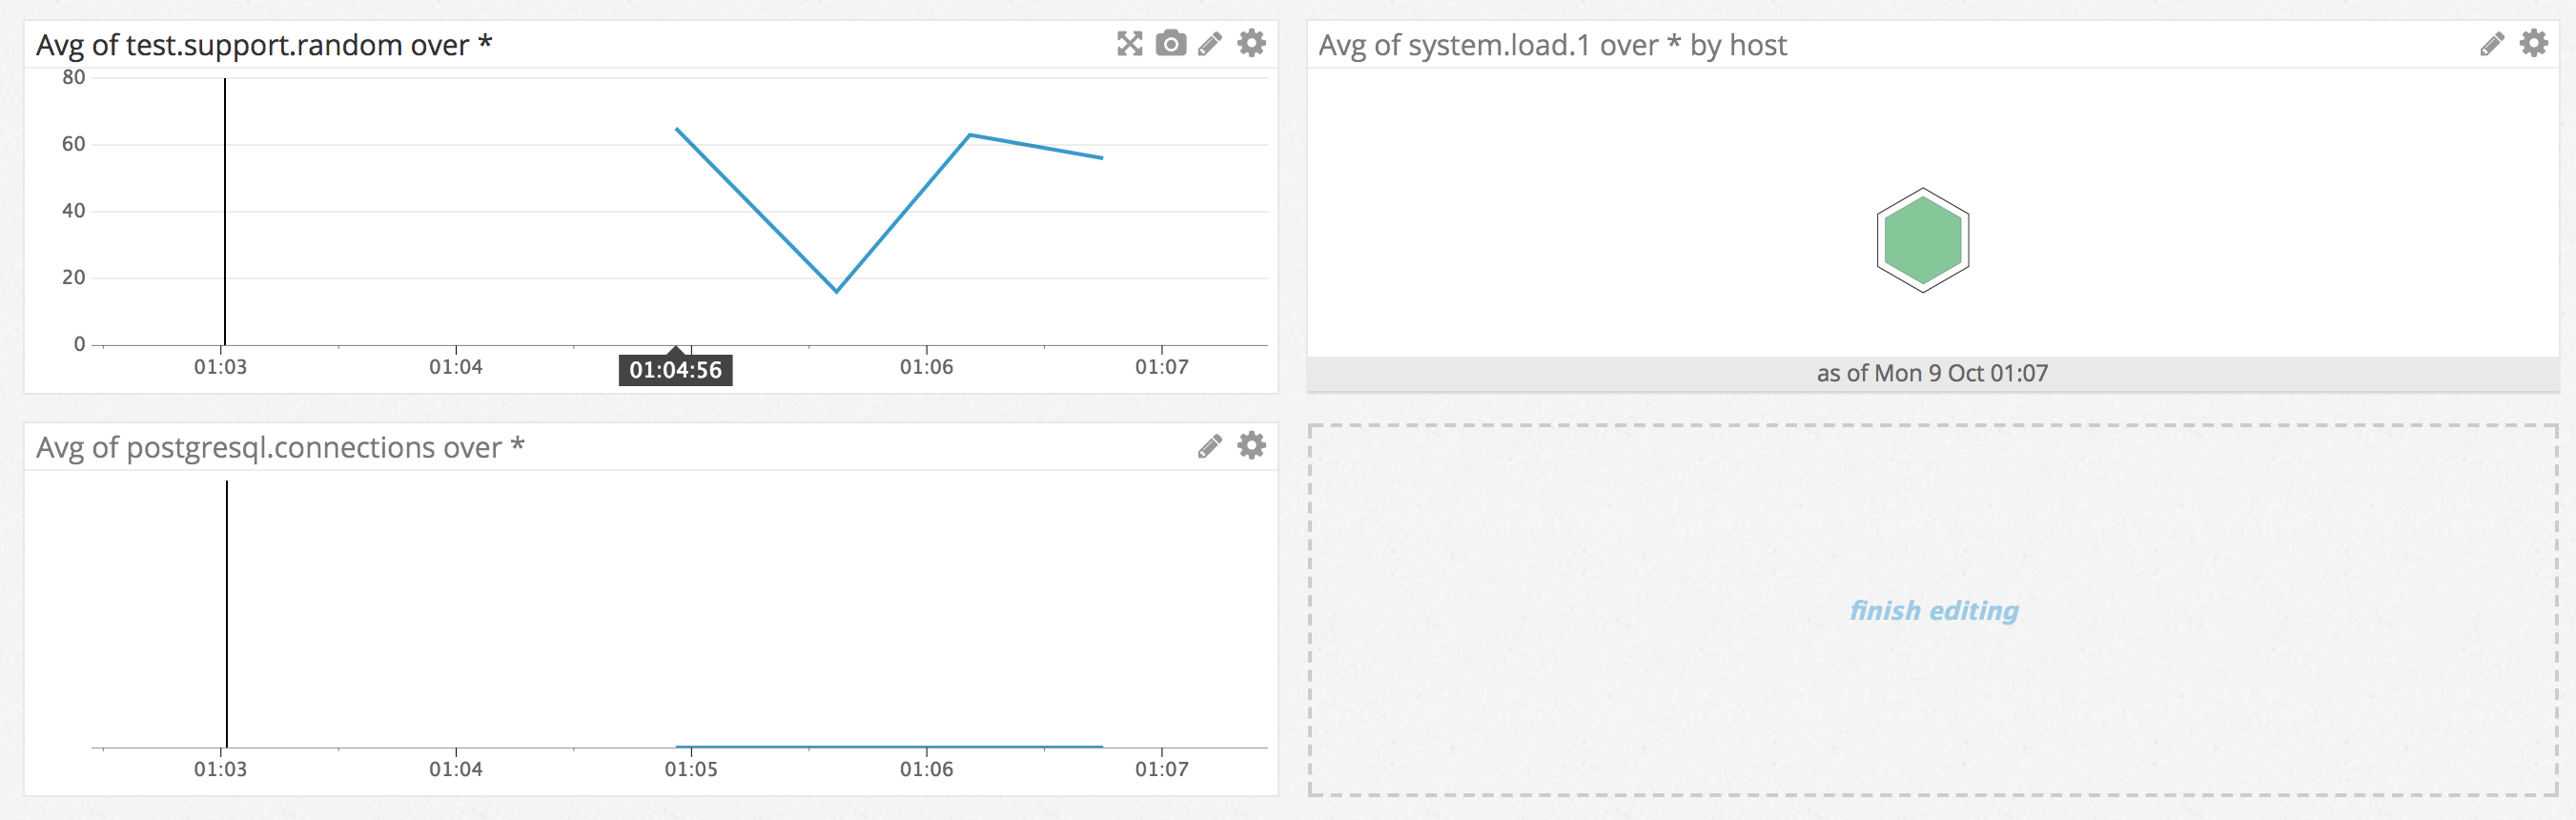 Avg of test.support.random over *
80
60
40
20
0
01:03 01:04 01:04:56 01:06 01:07
Avg of system.load.1 over * by host
as of Mon 9 Oct 01:07
Avg of postgresql.connections over *
01:03 01:04 01:05 01:06 01:07
finish editing